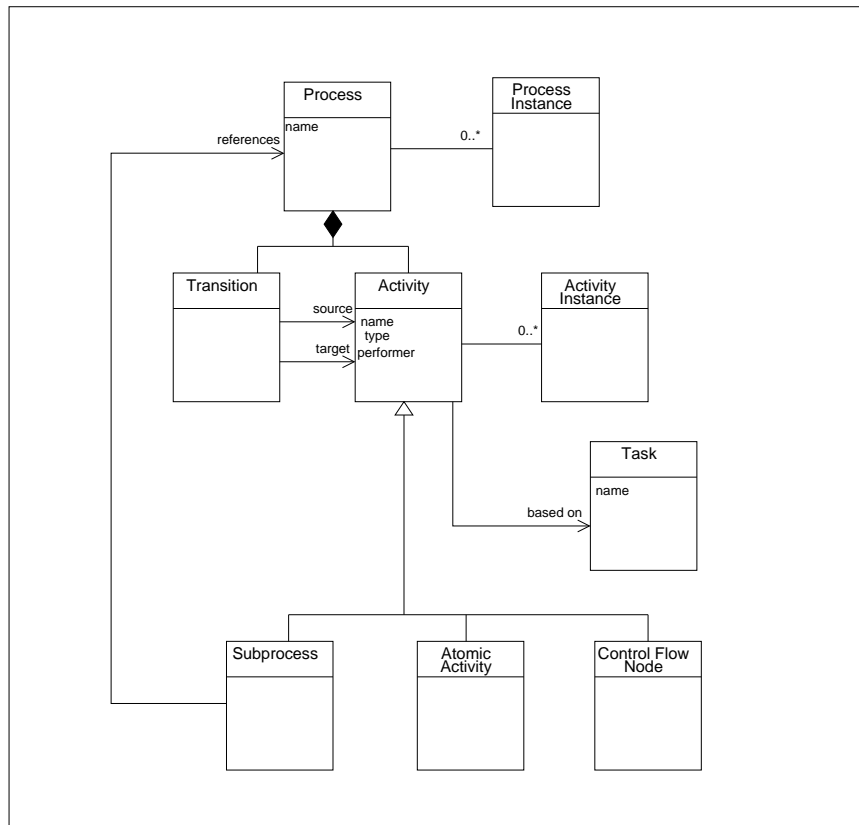 Process
Process
Instance
name
references
0..*
Transition
Activity
Activity
Instance
source
name
type
0..*
target
performer
Task
name
based on
Subprocess
Atomic
Activity
Control Flow
Node